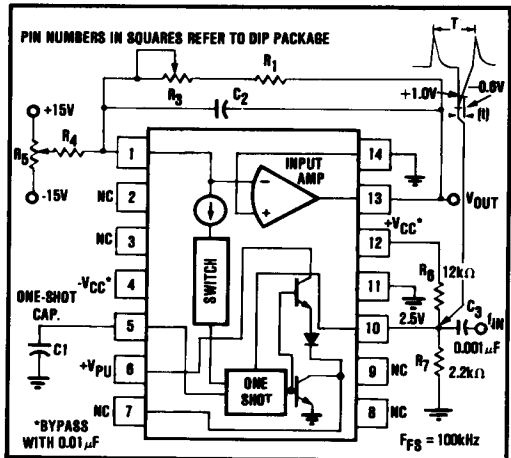 PIN NUMBERS IN SQUARES REFER TO DIP PACKAGE
T
R3
R1
C2
+1.0V
-0.6V
(t)
+15V
R5
R4
-15V
1
14
INPUT AMP
-
+
NC
2
13
VOUT
+VCC*
NC
3
12
R6
12kΩ
-VCC*
4
SWITCH
11
ONE-SHOT CAP.
5
2.5V
10
C3
fIN
0.001µF
C1
+VPU
6
9
NC
R7
2.2kΩ
ONE SHOT
NC
7
8
NC
*BYPASS WITH 0.01µF
FFS = 100kHz